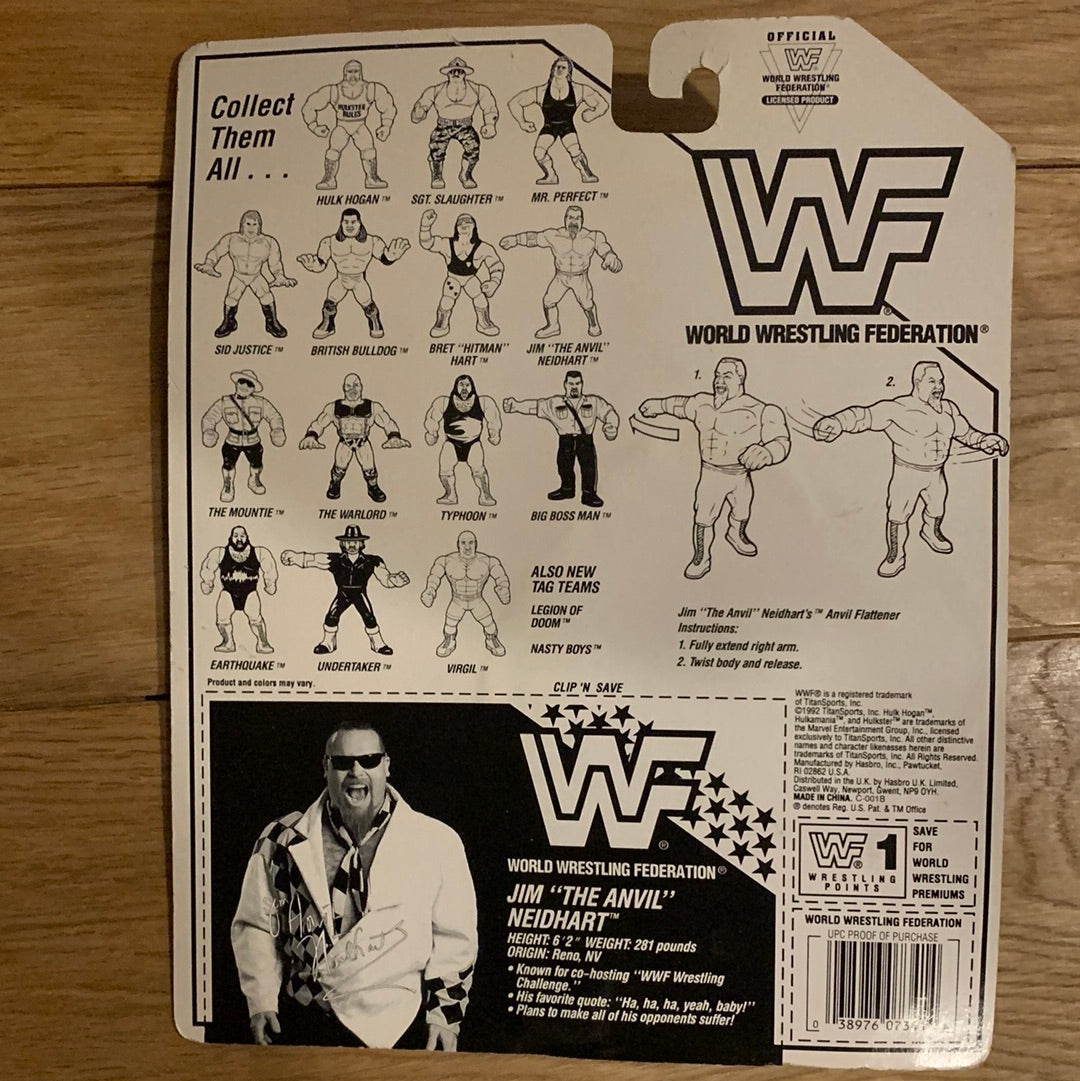 Collect
Them
All . . .
HULKSTER
RULES
HULK HOGAN™
SGT. SLAUGHTER™
MR. PERFECT™
SID JUSTICE™
BRITISH BULLDOG™
BRET "HITMAN"
HART™
JIM "THE ANVIL"
NEIDHART™
THE MOUNTIE™
THE WARLORD™
TYPHOON™
BIG BOSS MAN™
EARTHQUAKE™
UNDERTAKER™
VIRGIL™
ALSO NEW
TAG TEAMS
LEGION OF
DOOM™
NASTY BOYS™
Product and colors may vary.
OFFICIAL
WF
WORLD WRESTLING
FEDERATION®
LICENSED PRODUCT
WF®
WORLD WRESTLING FEDERATION®
1.
2.
Jim "The Anvil" Neidhart's™ Anvil Flattener
Instructions:
1. Fully extend right arm.
2. Twist body and release.
CLIP 'N SAVE
WF®
WORLD WRESTLING FEDERATION®
JIM "THE ANVIL"
NEIDHART™
HEIGHT: 6'2" WEIGHT: 281 pounds
ORIGIN: Reno, NV
• Known for co-hosting "WWF Wrestling
Challenge."
• His favorite quote: "Ha, ha, ha, yeah, baby!"
• Plans to make all of his opponents suffer!
WWF® is a registered trademark
of TitanSports, Inc.
©1992 TitanSports, Inc. Hulk Hogan™,
Hulkamania™, and Hulkster™ are trademarks of
the Marvel Entertainment Group, Inc., licensed
exclusively to TitanSports, Inc. All other distinctive
names and character likenesses herein are
trademarks of TitanSports, Inc. All Rights Reserved.
Manufactured by Hasbro, Inc., Pawtucket,
RI 02862 U.S.A.
Distributed in the U.K. by Hasbro U.K. Limited,
Caswell Way, Newport, Gwent, NP9 0YH.
MADE IN CHINA. C-001B
® denotes Reg. U.S. Pat. & TM Office
WF® 1
WRESTLING
POINTS
SAVE
FOR
WORLD
WRESTLING
PREMIUMS
WORLD WRESTLING FEDERATION
UPC PROOF OF PURCHASE
0 38976 073